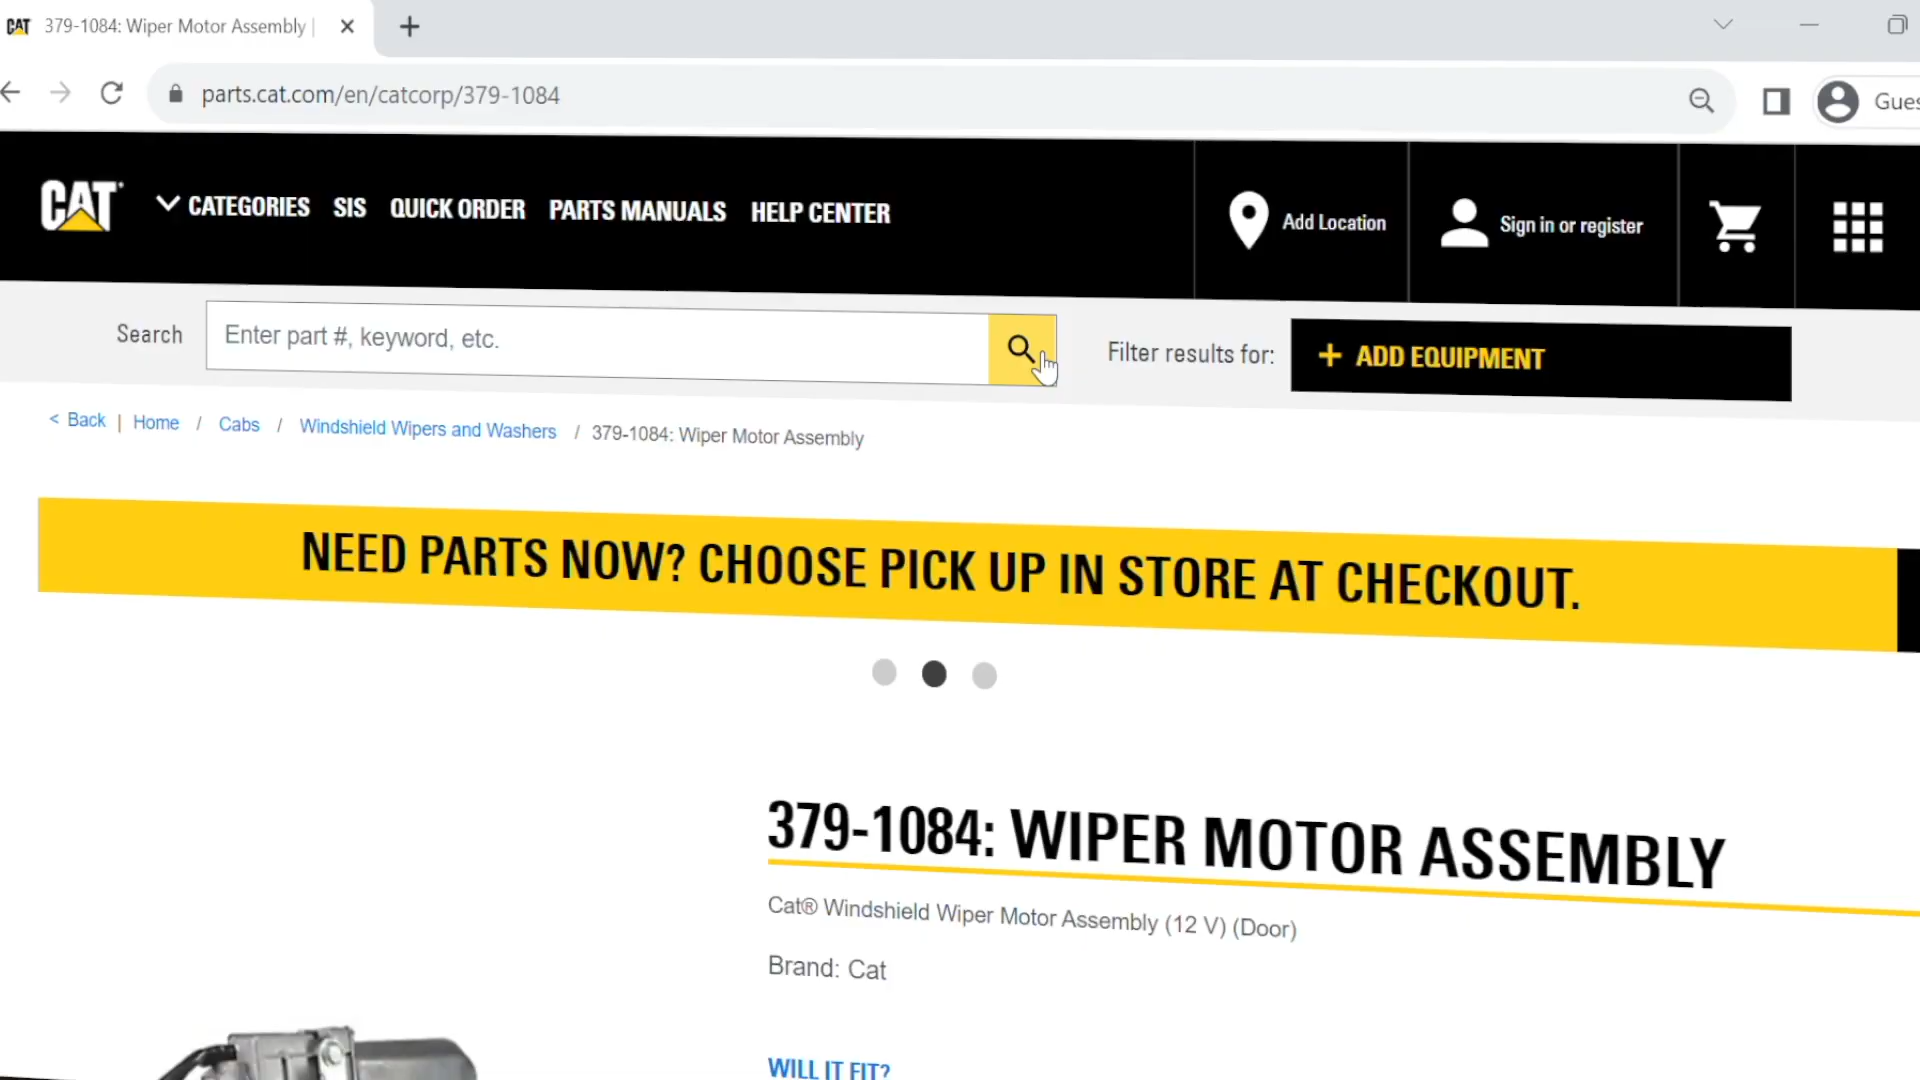 CAT 379-1084: Wiper Motor Assembly |
parts.cat.com/en/catcorp/379-1084
CAT CATEGORIES SIS QUICK ORDER PARTS MANUALS HELP CENTER Add Location Sign in or register
Search Enter part #, keyword, etc. Filter results for: + ADD EQUIPMENT
< Back | Home / Cabs / Windshield Wipers and Washers / 379-1084: Wiper Motor Assembly
NEED PARTS NOW? CHOOSE PICK UP IN STORE AT CHECKOUT.
379-1084: WIPER MOTOR ASSEMBLY
Cat® Windshield Wiper Motor Assembly (12 V) (Door)
Brand: Cat
WILL IT FIT?